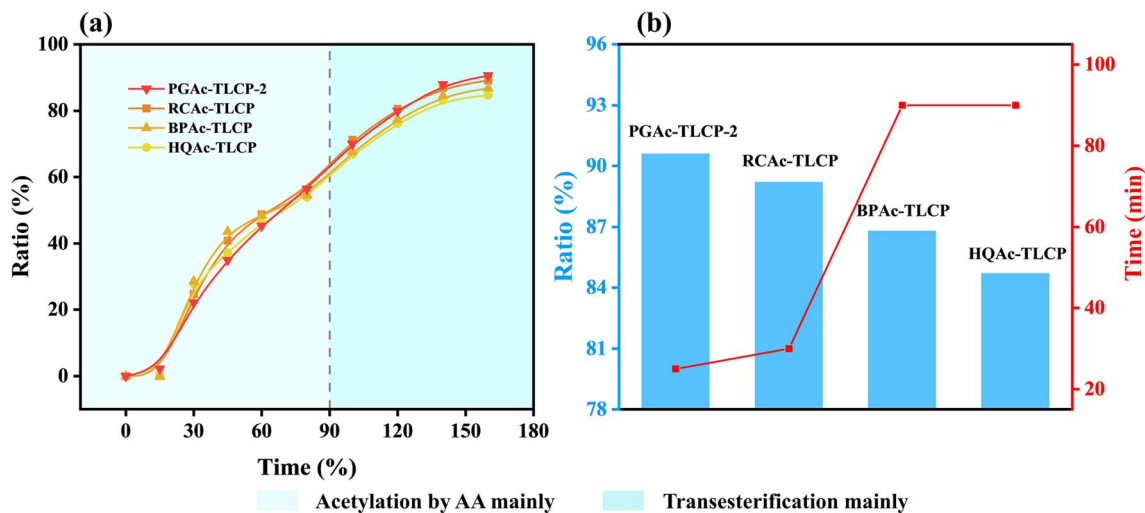 (a)
100
80
60
40
20
0
Ratio (%)
PGAc-TLCP-2
RCAc-TLCP
BPAc-TLCP
HQAc-TLCP
0 30 60 90 120 150 180
Time (%)
(b)
96
93
90
87
84
81
78
Ratio (%)
PGAc-TLCP-2
RCAc-TLCP
BPAc-TLCP
HQAc-TLCP
100
80
60
40
20
Time (min)
Acetylation by AA mainly Transesterification mainly